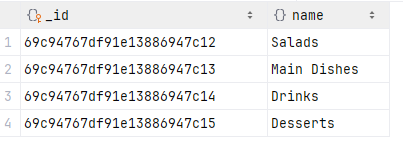 _id name
1 69c94767df91e13886947c12 Salads
2 69c94767df91e13886947c13 Main Dishes
3 69c94767df91e13886947c14 Drinks
4 69c94767df91e13886947c15 Desserts